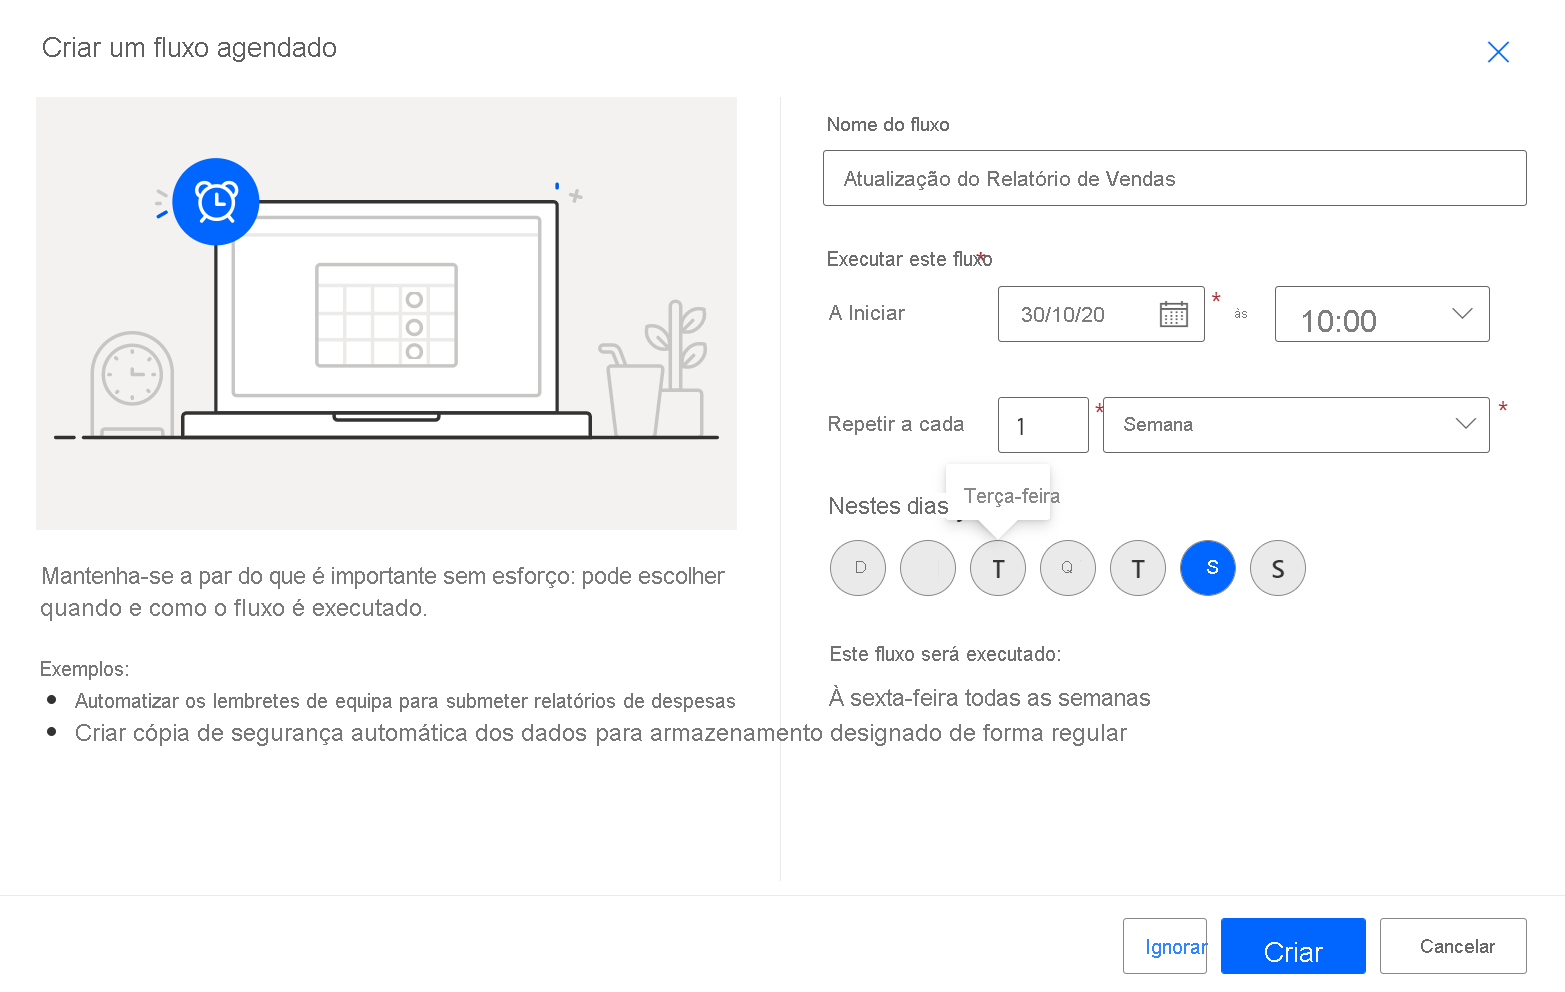 Criar um fluxo agendado
Nome do fluxo
Atualização do Relatório de Vendas
Executar este fluxo*
A Iniciar
30/10/20
*
às
10:00
Repetir a cada
1
*
Semana
*
Terça-feira
Nestes dias
D
T
Q
T
S
S
Mantenha-se a par do que é importante sem esforço: pode escolher
quando e como o fluxo é executado.
Exemplos:
• Automatizar os lembretes de equipa para submeter relatórios de despesas
• Criar cópia de segurança automática dos dados para armazenamento designado de forma regular
Este fluxo será executado:
À sexta-feira todas as semanas
Ignorar
Criar
Cancelar